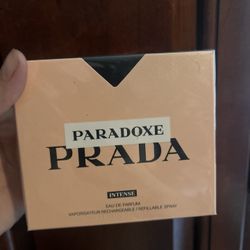 PARADOXE
PRADA
INTENSE
EAU DE PARFUM
VAPORISATEUR RECHARGEABLE / REFILLABLE SPRAY